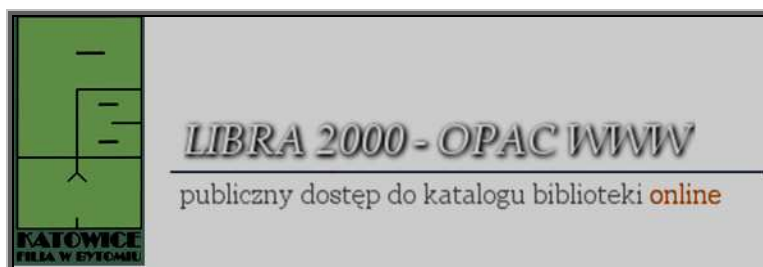 LIBRA 2000 - OPAC WWW
publiczny dostęp do katalogu biblioteki online
KATOWICE
FILIA W BYTOMIU